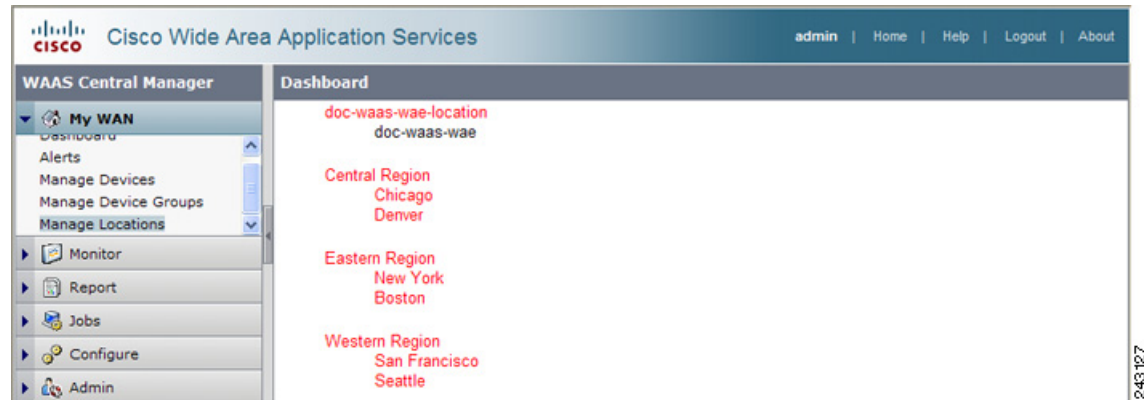 CISCO Cisco Wide Area Application Services admin | Home | Help | Logout | About
WAAS Central Manager
Dashboard
My WAN
Dashboard
Alerts
Manage Devices
Manage Device Groups
Manage Locations
Monitor
Report
Jobs
Configure
Admin
doc-waas-wae-location
doc-waas-wae
Central Region
Chicago
Denver
Eastern Region
New York
Boston
Western Region
San Francisco
Seattle
243127